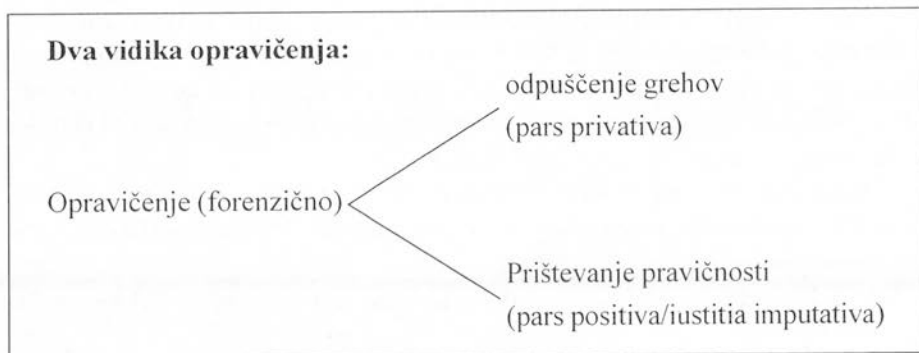 Dva vidika opravičenja:
odpuščenje grehov
(pars privativa)
Opravičenje (forenzično)
Prištevanje pravičnosti
(pars positiva/iustitia imputativa)